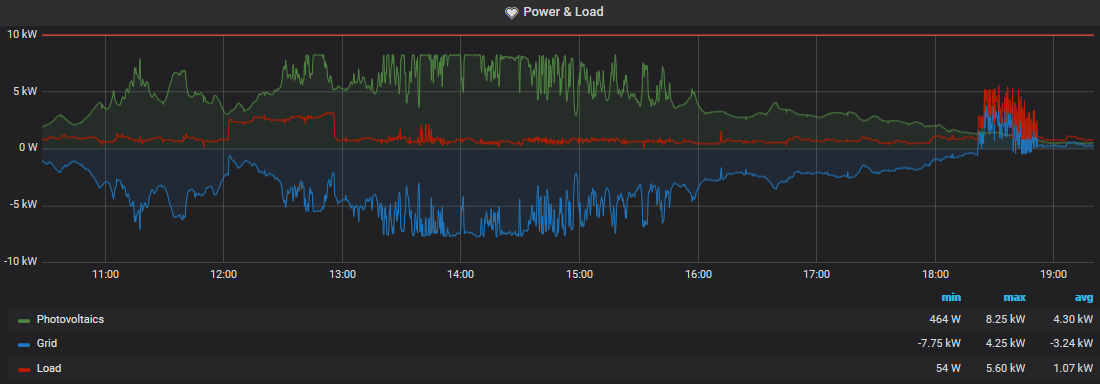 Power & Load
10 kW
5 kW
0 W
-5 kW
-10 kW
11:00 12:00 13:00 14:00 15:00 16:00 17:00 18:00 19:00
min max avg
Photovoltaics 464 W 8.25 kW 4.30 kW
Grid -7.75 kW 4.25 kW -3.24 kW
Load 54 W 5.60 kW 1.07 kW